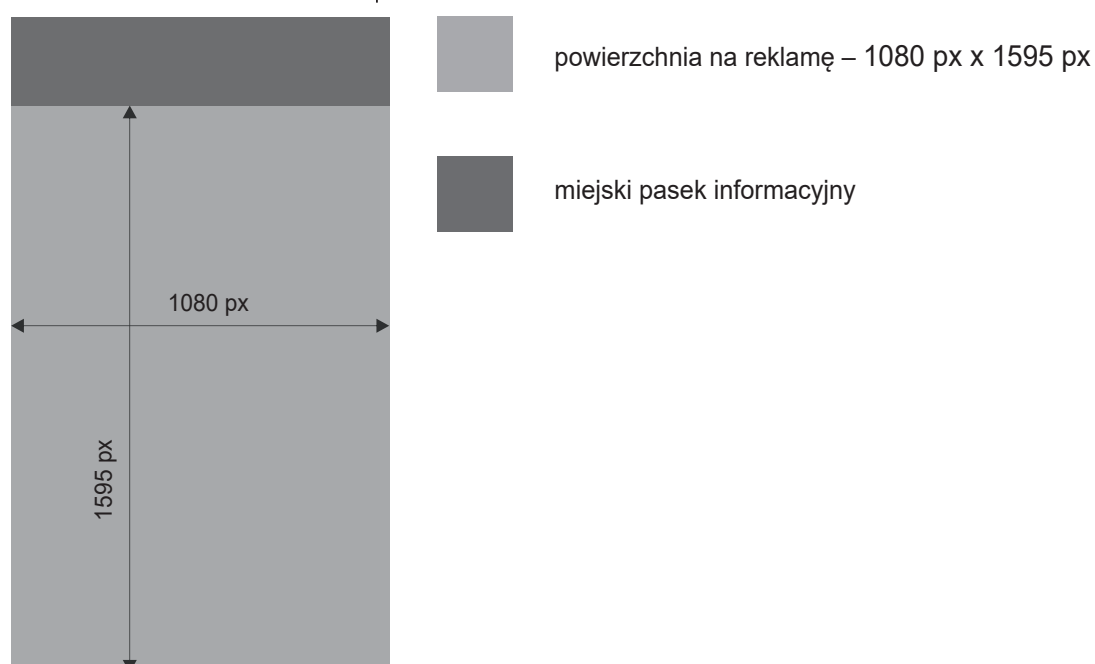 powierzchnia na reklamę – 1080 px x 1595 px
miejski pasek informacyjny
1080 px
1595 px